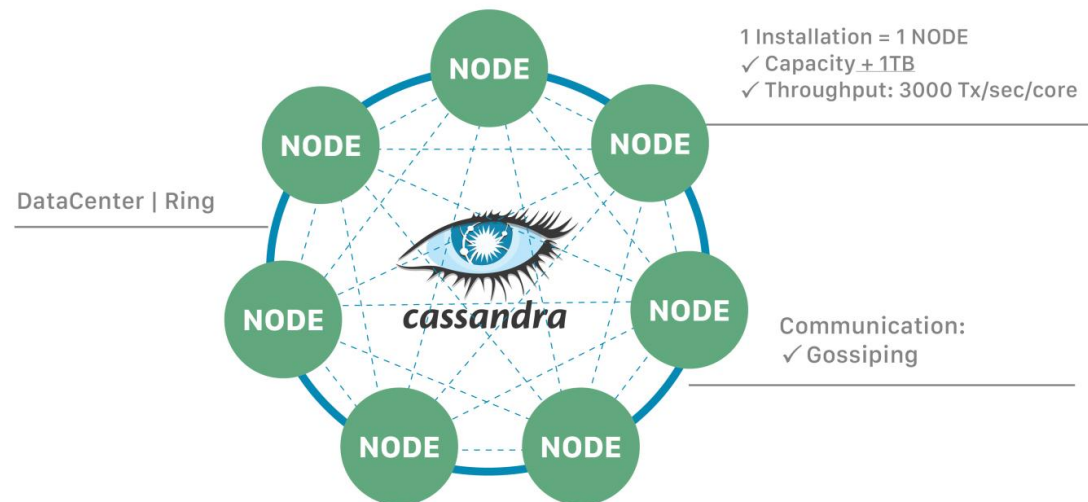 NODE
1 Installation = 1 NODE
✓ Capacity + 1TB
✓ Throughput: 3000 Tx/sec/core
NODE
NODE
DataCenter | Ring
NODE
NODE
cassandra
Communication:
✓ Gossiping
NODE
NODE